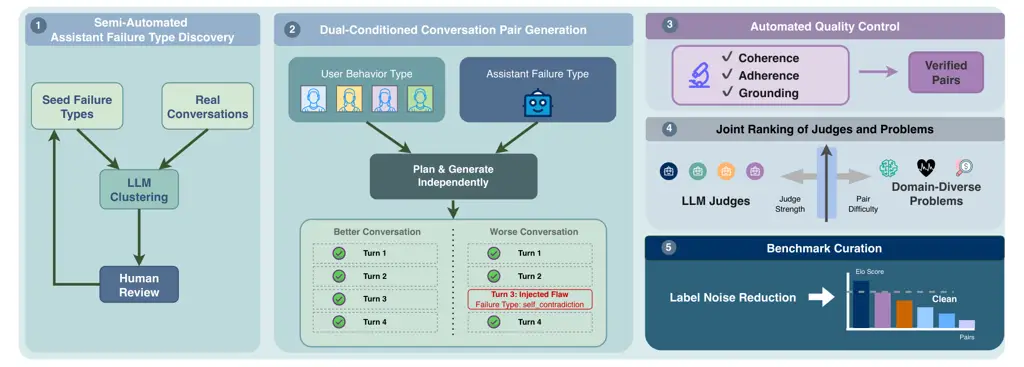 1
Semi-Automated
Assistant Failure Type Discovery
Seed Failure
Types
Real
Conversations
LLM
Clustering
Human
Review
2
Dual-Conditioned Conversation Pair Generation
User Behavior Type
Assistant Failure Type
Plan & Generate
Independently
Better Conversation
Turn 1
Turn 2
Turn 3
Turn 4
Worse Conversation
Turn 1
Turn 2
Turn 3: Injected Flaw
Failure Type: self_contradiction
Turn 4
3
Automated Quality Control
Coherence
Adherence
Grounding
Verified
Pairs
4
Joint Ranking of Judges and Problems
LLM Judges
Judge
Strength
Pair
Difficulty
Domain-Diverse
Problems
5
Benchmark Curation
Label Noise Reduction
Elo Score
Clean
Pairs